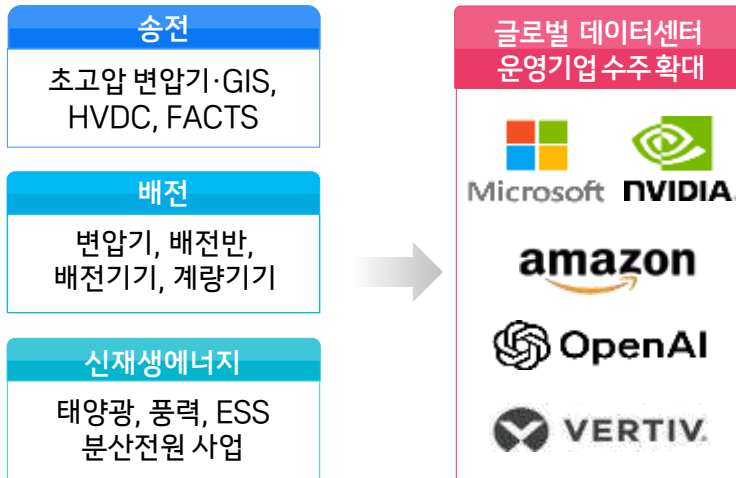 송전
초고압 변압기·GIS,
HVDC, FACTS
배전
변압기, 배전반,
배전기기, 계량기기
신재생에너지
태양광, 풍력, ESS
분산전원 사업
글로벌 데이터센터
운영기업 수주 확대
Microsoft
NVIDIA.
amazon
OpenAI
VERTIV.